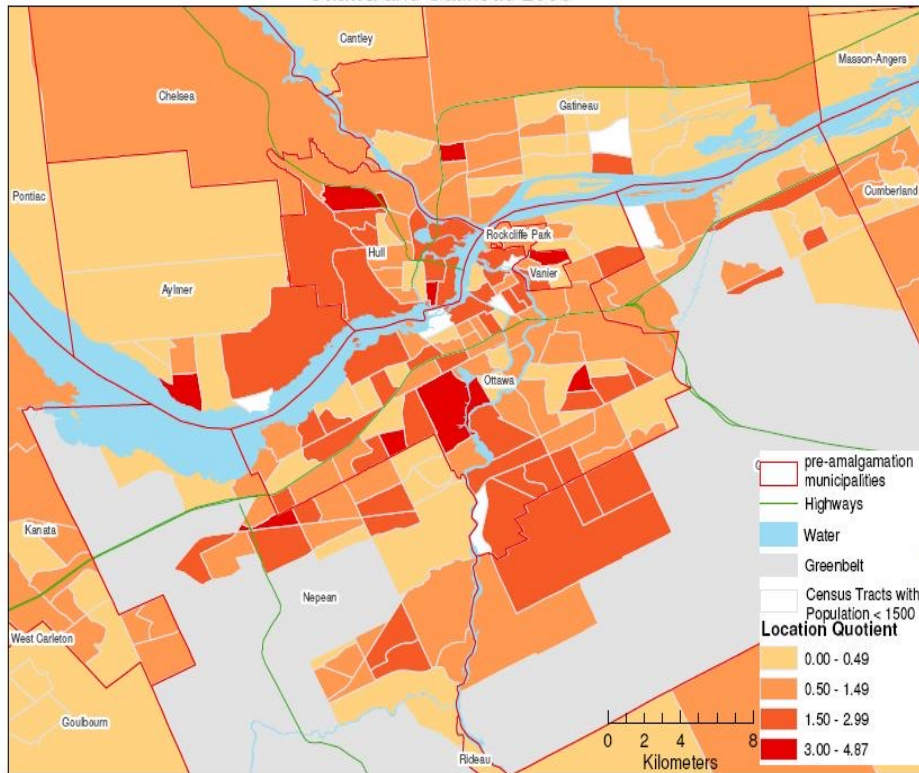 Cantley
Masson-Angers
Chelsea
Gatineau
Pontiac
Cumberland
Rockcliffe Park
Hull
Vanier
Aylmer
Ottawa
Kanata
Nepean
West Carleton
Goulbourn
Rideau
pre-amalgamation
municipalities
Highways
Water
Greenbelt
Census Tracts with
Population < 1500
Location Quotient
0.00 - 0.49
0.50 - 1.49
1.50 - 2.99
3.00 - 4.87
0 2 4 8
Kilometers